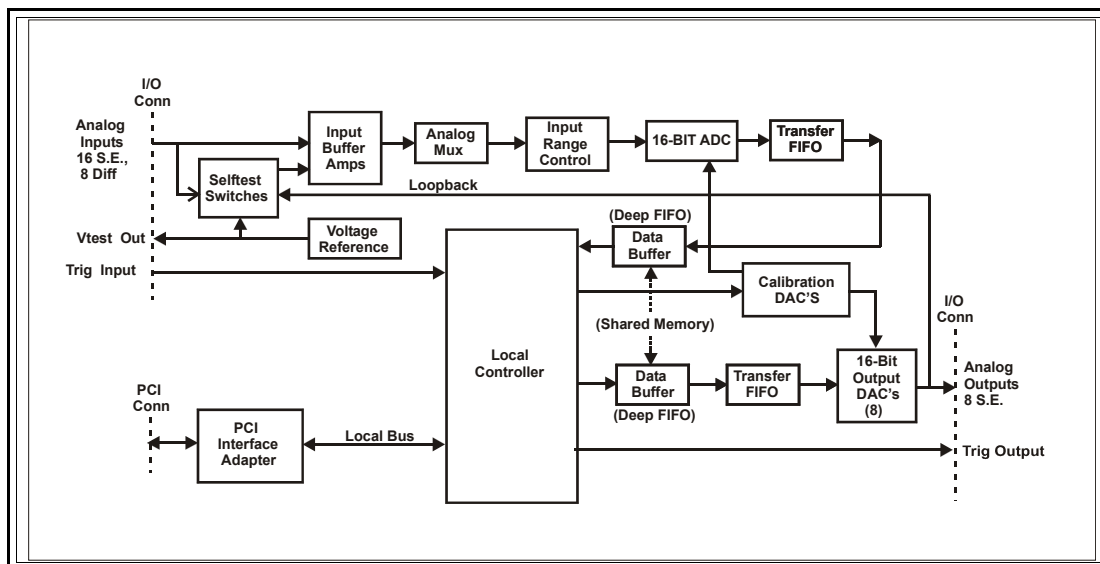 I/O
Conn
Analog
Inputs
16 S.E.,
8 Diff
Selftest
Switches
Input
Buffer
Amps
Analog
Mux
Input
Range
Control
16-BIT ADC
Transfer
FIFO
Loopback
Vtest Out
Voltage
Reference
Trig Input
(Deep FIFO)
Data
Buffer
Calibration
DAC'S
(Shared Memory)
Local
Controller
Data
Buffer
(Deep FIFO)
Transfer
FIFO
16-Bit
Output
DAC's
(8)
I/O
Conn
Analog
Outputs
8 S.E.
PCI
Conn
PCI
Interface
Adapter
Local Bus
Trig Output